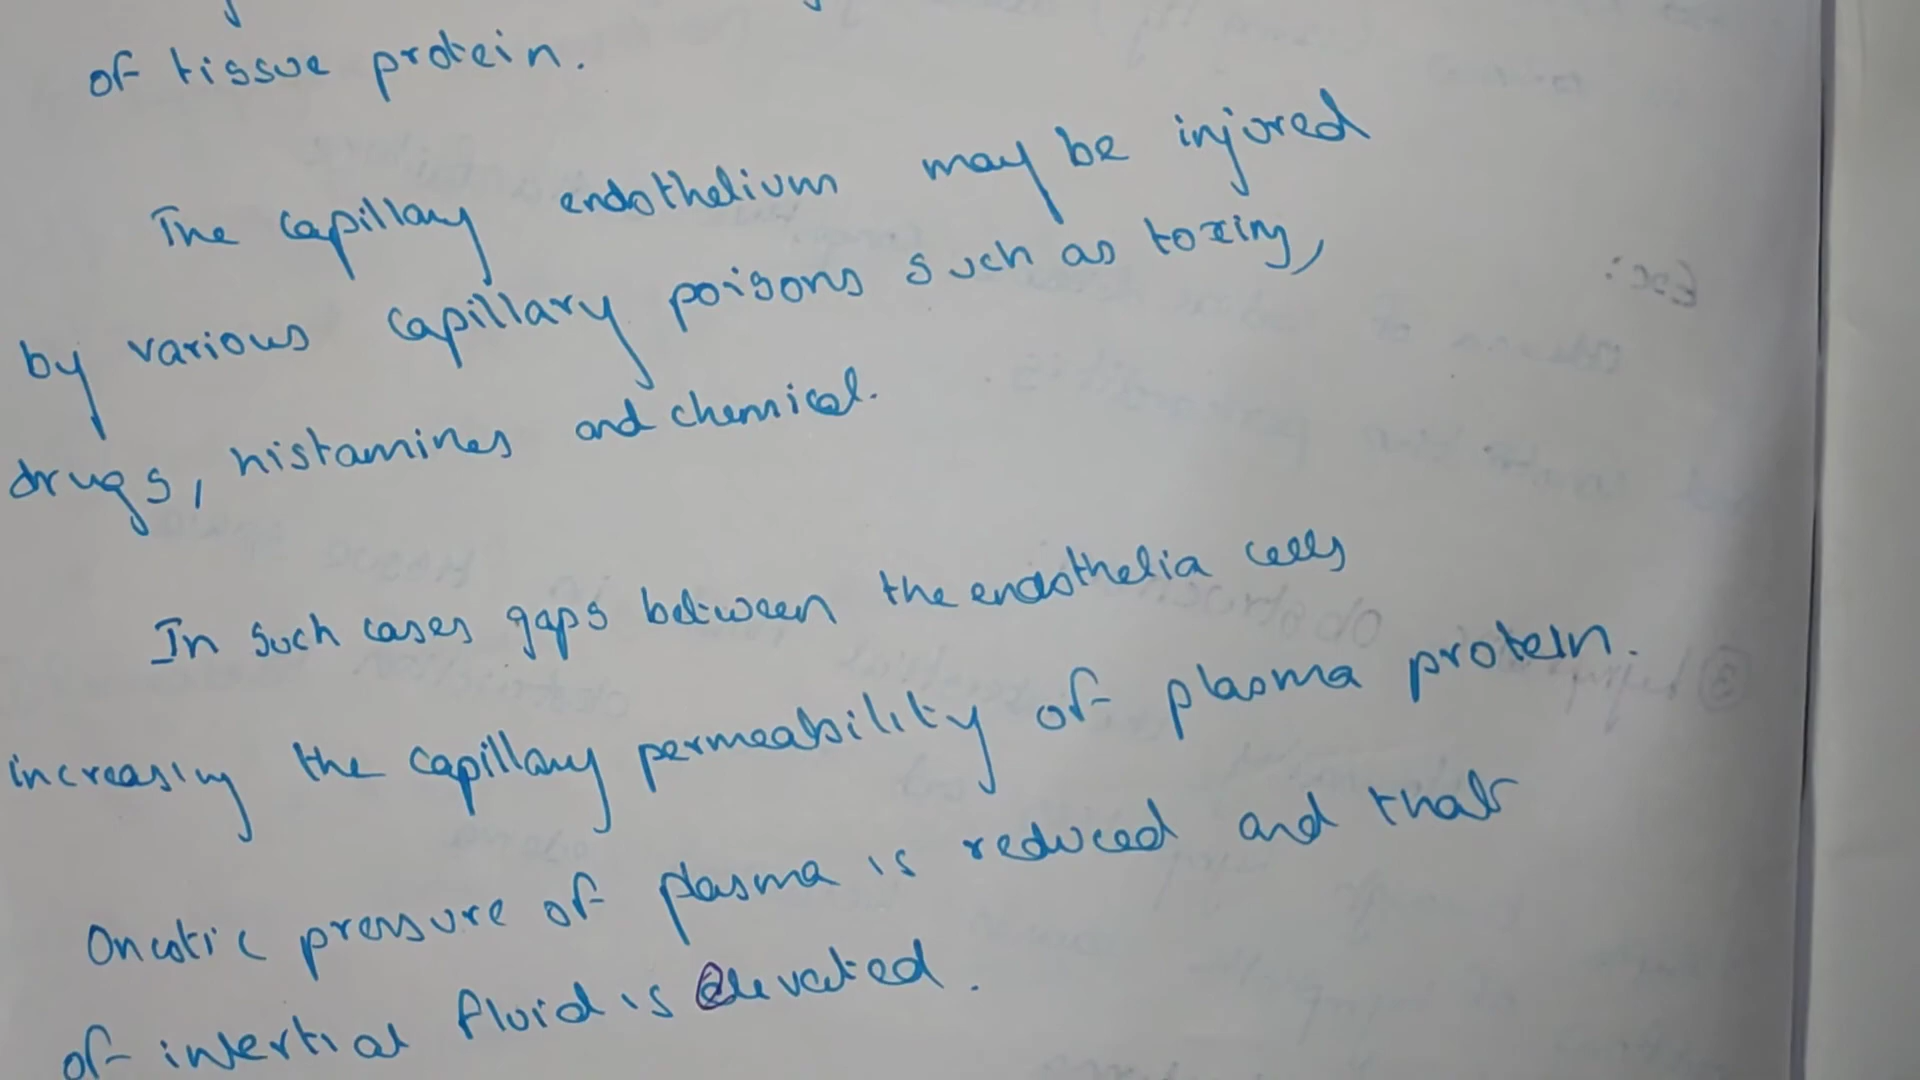 of tissue protein.
The capillary endothelium may be injured
by various capillary poisons such as toxing,
drugs, histamines and chemical.
In such cases gaps between the endothelia cells
increasing the capillary permeability of plasma protein.
Oncotic pressure of plasma is reduced and that
of intertial fluid is elevated.